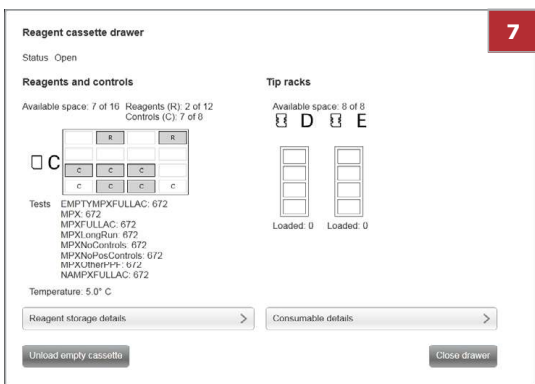 7
Reagent cassette drawer
Status Open
Reagents and controls
Available space: 7 of 16 Reagents (R): 2 of 12
Controls (C): 7 of 8
R R
C
C C C
C C C C
Tests EMPTYMPXFULLAC: 672
MPX: 672
MPXFULLAC: 672
MPXLongRun: 672
MPXNoControls: 672
MPXNoPosControls: 672
MPXOtherPPF: 672
NAMPXFULLAC: 672
Temperature: 5.0° C
Reagent storage details
Unload empty cassette
Tip racks
Available space: 8 of 8
D E
Loaded: 0 Loaded: 0
Consumable details
Close drawer